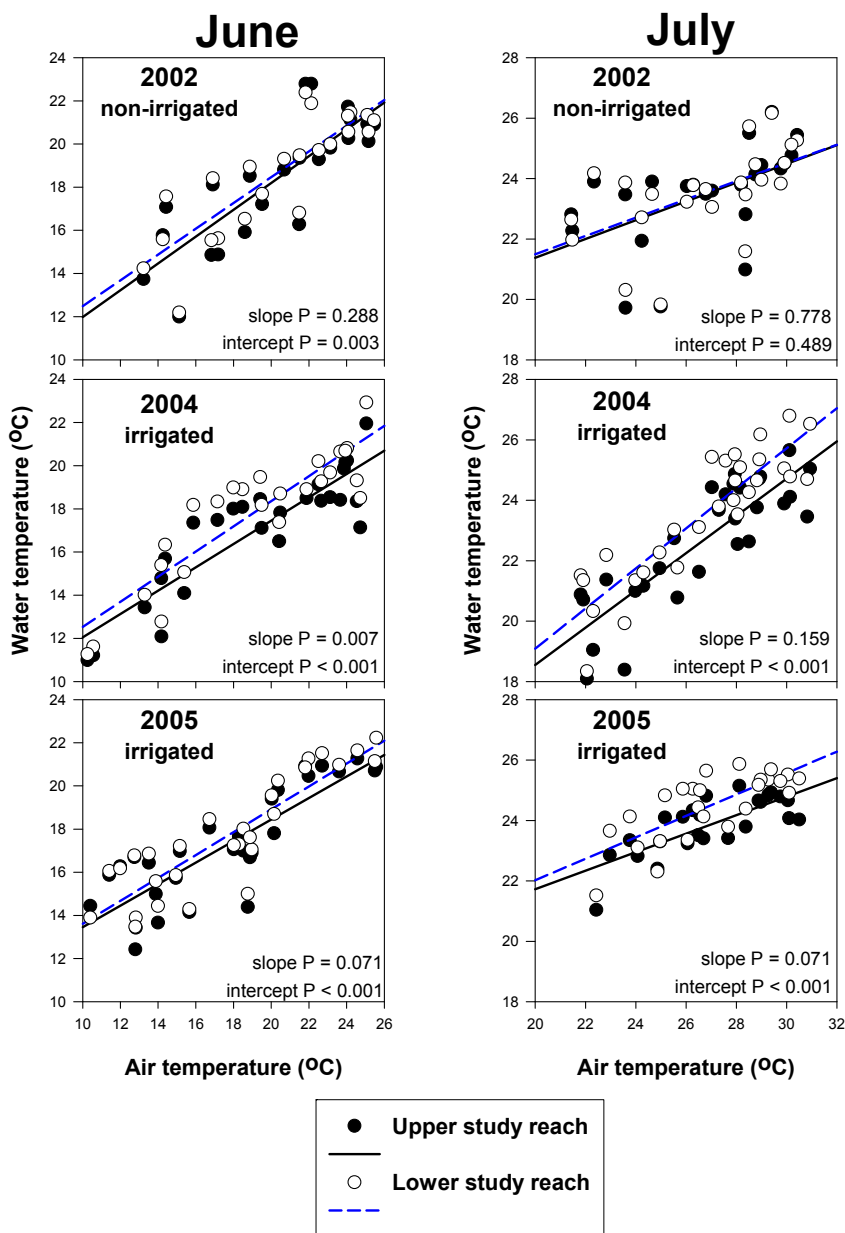 June
July
2002
non-irrigated
slope P = 0.288
intercept P = 0.003
24
22
20
18
16
14
12
10
2002
non-irrigated
slope P = 0.778
intercept P = 0.489
28
26
24
22
20
18
Water temperature (ºC)
2004
irrigated
slope P = 0.007
intercept P < 0.001
24
22
20
18
16
14
12
10
Water temperature (ºC)
2004
irrigated
slope P = 0.159
intercept P < 0.001
28
26
24
22
20
18
2005
irrigated
slope P = 0.071
intercept P < 0.001
24
22
20
18
16
14
12
10
10 12 14 16 18 20 22 24 26
2005
irrigated
slope P = 0.071
intercept P < 0.001
28
26
24
22
20
18
20 22 24 26 28 30 32
Air temperature (ºC)
Air temperature (ºC)
Upper study reach
Lower study reach